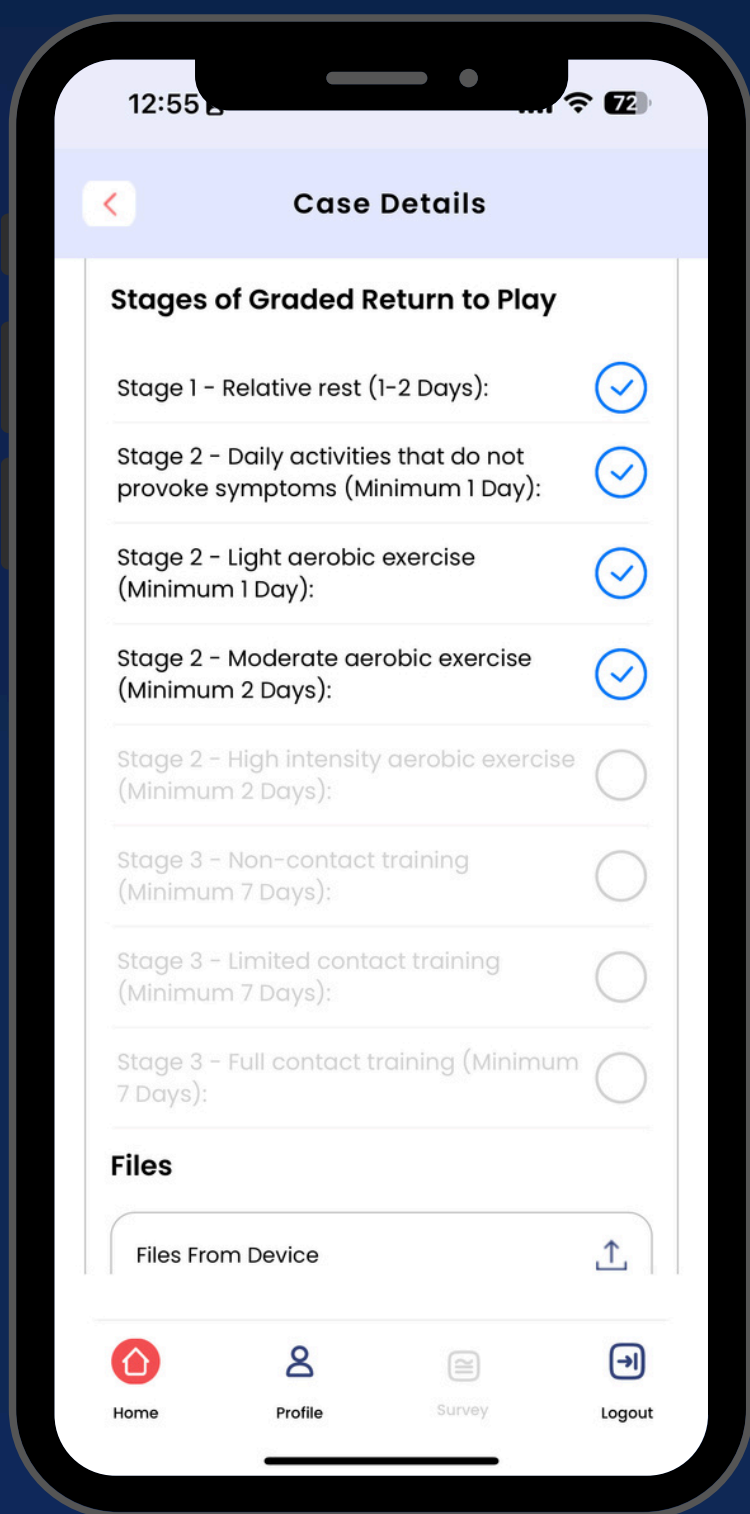 12:55
72
Case Details
Stages of Graded Return to Play
Stage 1 - Relative rest (1-2 Days):
Stage 2 - Daily activities that do not
provoke symptoms (Minimum 1 Day):
Stage 2 - Light aerobic exercise
(Minimum 1 Day):
Stage 2 - Moderate aerobic exercise
(Minimum 2 Days):
Stage 2 - High intensity aerobic exercise
(Minimum 2 Days):
Stage 3 - Non-contact training
(Minimum 7 Days):
Stage 3 - Limited contact training
(Minimum 7 Days):
Stage 3 - Full contact training (Minimum
7 Days):
Files
Files From Device
Home
Profile
Survey
Logout